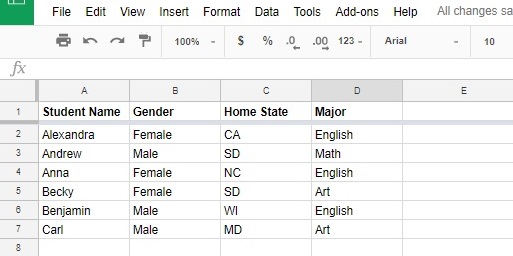 File Edit View Insert Format Data Tools Add-ons Help All changes sa
100% $ % .0 .00 123 Arial 10
fx
A B C D E
1 Student Name Gender Home State Major
2 Alexandra Female CA English
3 Andrew Male SD Math
4 Anna Female NC English
5 Becky Female SD Art
6 Benjamin Male WI English
7 Carl Male MD Art
8